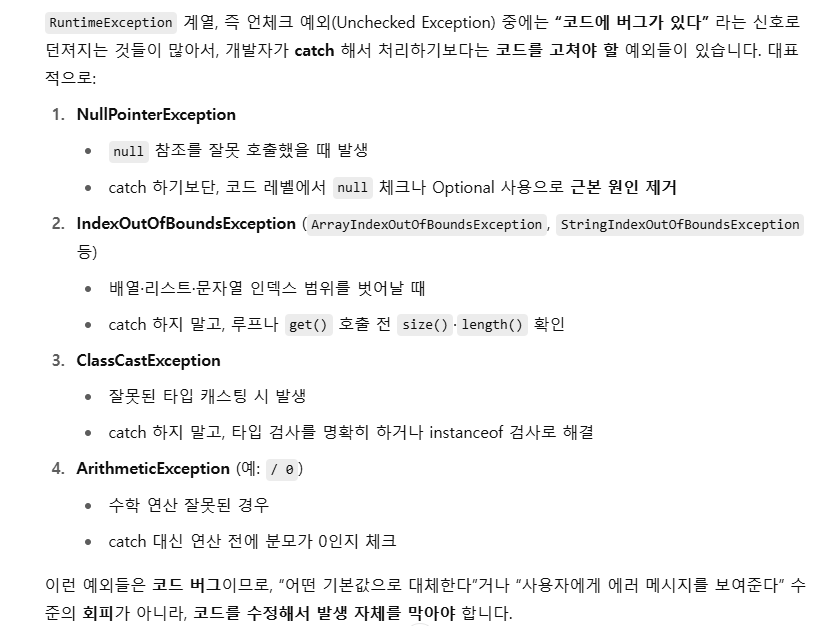 RuntimeException 계열, 즉 언체크 예외(Unchecked Exception) 중에는 “코드에 버그가 있다” 라는 신호로
던져지는 것들이 많아서, 개발자가 catch 해서 처리하기보다는 코드를 고쳐야 할 예외들이 있습니다. 대표
적으로:
1. NullPointerException
• null 참조를 잘못 호출했을 때 발생
• catch 하기보단, 코드 레벨에서 null 체크나 Optional 사용으로 근본 원인 제거
2. IndexOutOfBoundsException (ArrayIndexOutOfBoundsException, StringIndexOutOfBoundsException
등)
• 배열·리스트·문자열 인덱스 범위를 벗어날 때
• catch 하지 말고, 루프나 get() 호출 전 size()·length() 확인
3. ClassCastException
• 잘못된 타입 캐스팅 시 발생
• catch 하지 말고, 타입 검사를 명확히 하거나 instanceof 검사로 해결
4. ArithmeticException (예: / 0)
• 수학 연산 잘못된 경우
• catch 대신 연산 전에 분모가 0인지 체크
이런 예외들은 코드 버그이므로, “어떤 기본값으로 대체한다”거나 “사용자에게 에러 메시지를 보여준다” 수
준의 회피가 아니라, 코드를 수정해서 발생 자체를 막아야 합니다.